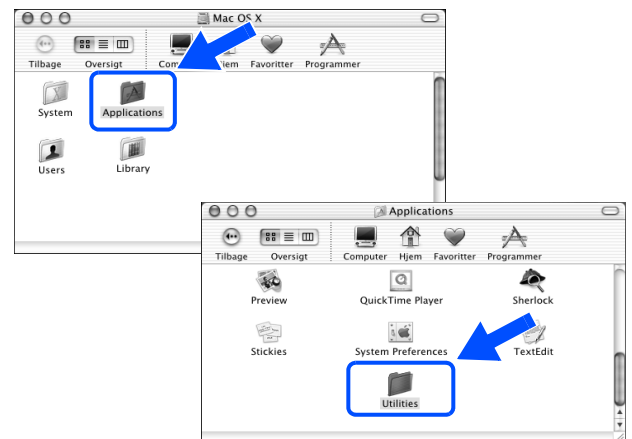 Mac OS X
Tilbage Oversigt Hjem Favoritter Programmer
System Applications
Users Library
Applications
Tilbage Oversigt Computer Hjem Favoritter Programmer
Preview QuickTime Player Sherlock
Stickies System Preferences TextEdit
Utilities